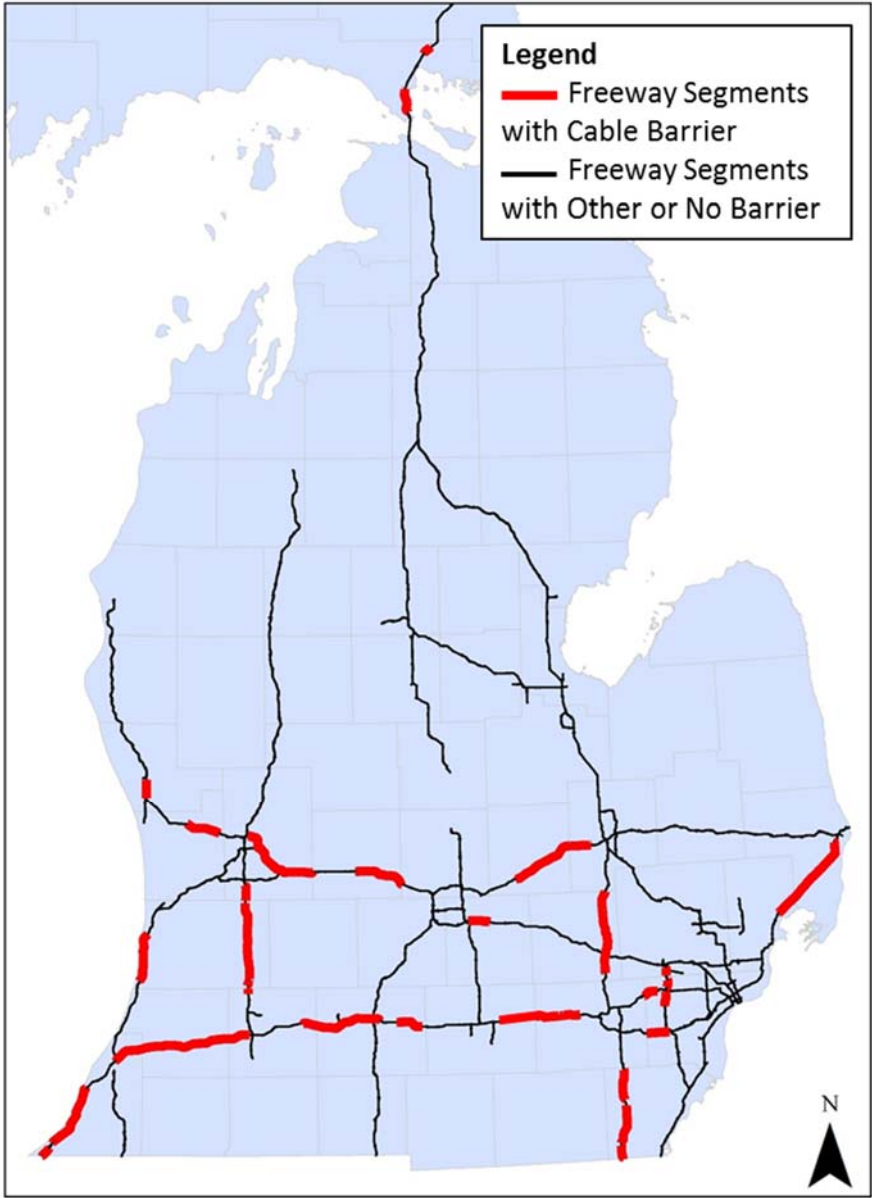 Legend
Freeway Segments
with Cable Barrier
Freeway Segments
with Other or No Barrier
N